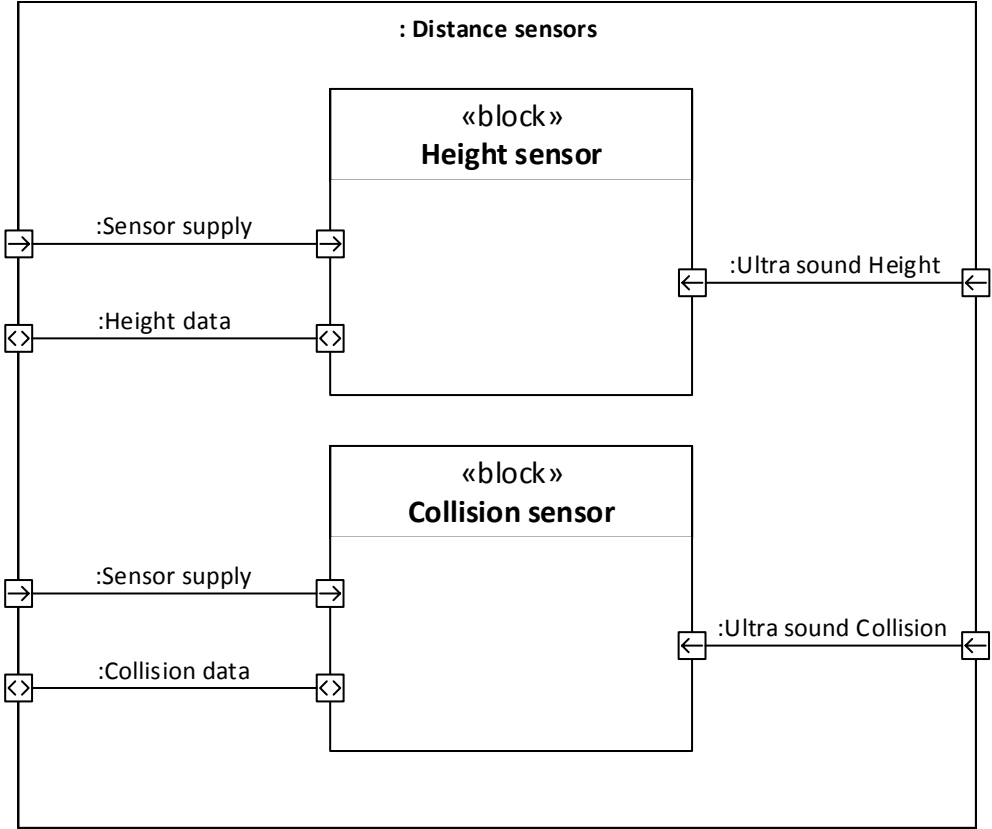 : Distance sensors
«block»
Height sensor
:Sensor supply
:Ultra sound Height
:Height data
«block»
Collision sensor
:Sensor supply
:Ultra sound Collision
:Collision data